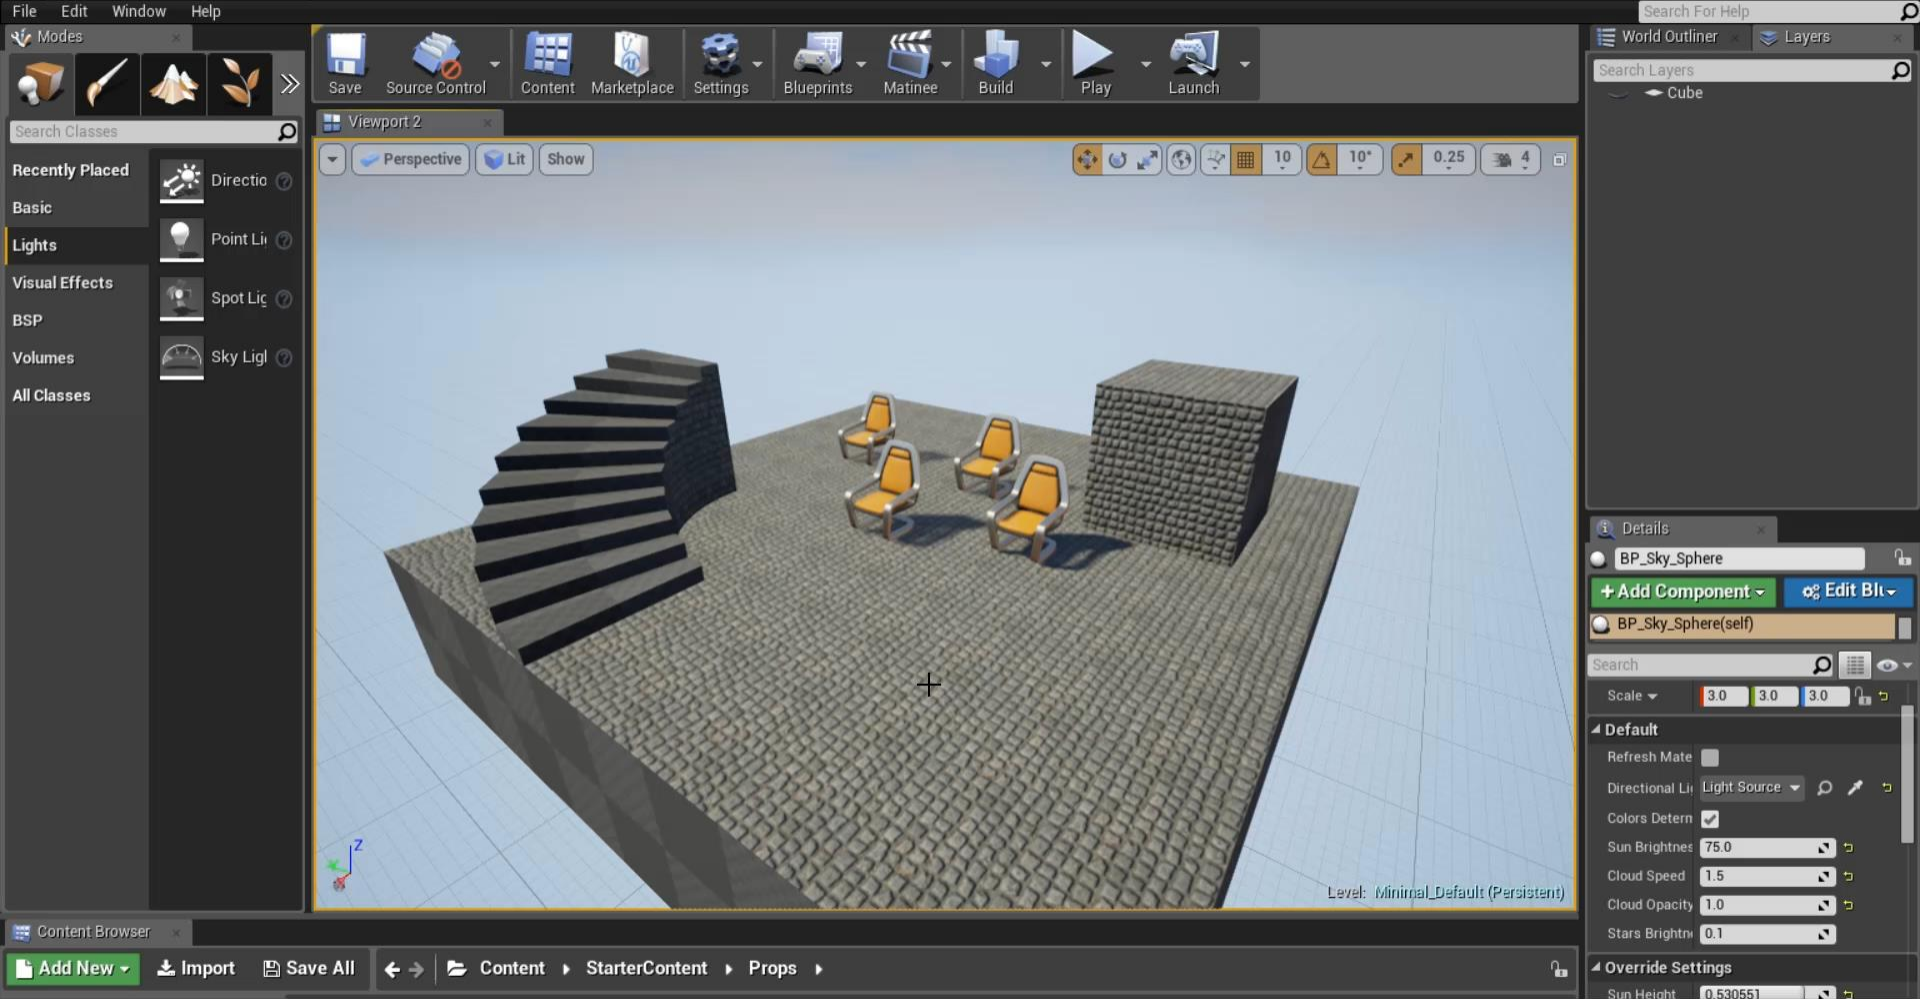 File Edit Window Help
Search For Help
Modes
World Outliner
Layers
Save
Source Control
Content
Marketplace
Settings
Blueprints
Matinee
Build
Play
Launch
Search Layers
Cube
Viewport 2
Search Classes
Perspective
Lit
Show
10
10°
0.25
4
Recently Placed
Basic
Lights
Visual Effects
BSP
Volumes
All Classes
Directio
Point Li
Spot Lig
Sky Ligl
Z
Level: Minimal_Default (Persistent)
Details
BP_Sky_Sphere
+Add Component
Edit Blu
BP_Sky_Sphere(self)
Search
Scale 3.0 3.0 3.0
Default
Refresh Mate
Directional Li Light Source
Colors Determ
Sun Brightnes 75.0
Cloud Speed 1.5
Cloud Opacity 1.0
Stars Brightn 0.1
Override Settings
Sun Height 0.530551
Content Browser
Add New
Import
Save All
Content
StarterContent
Props